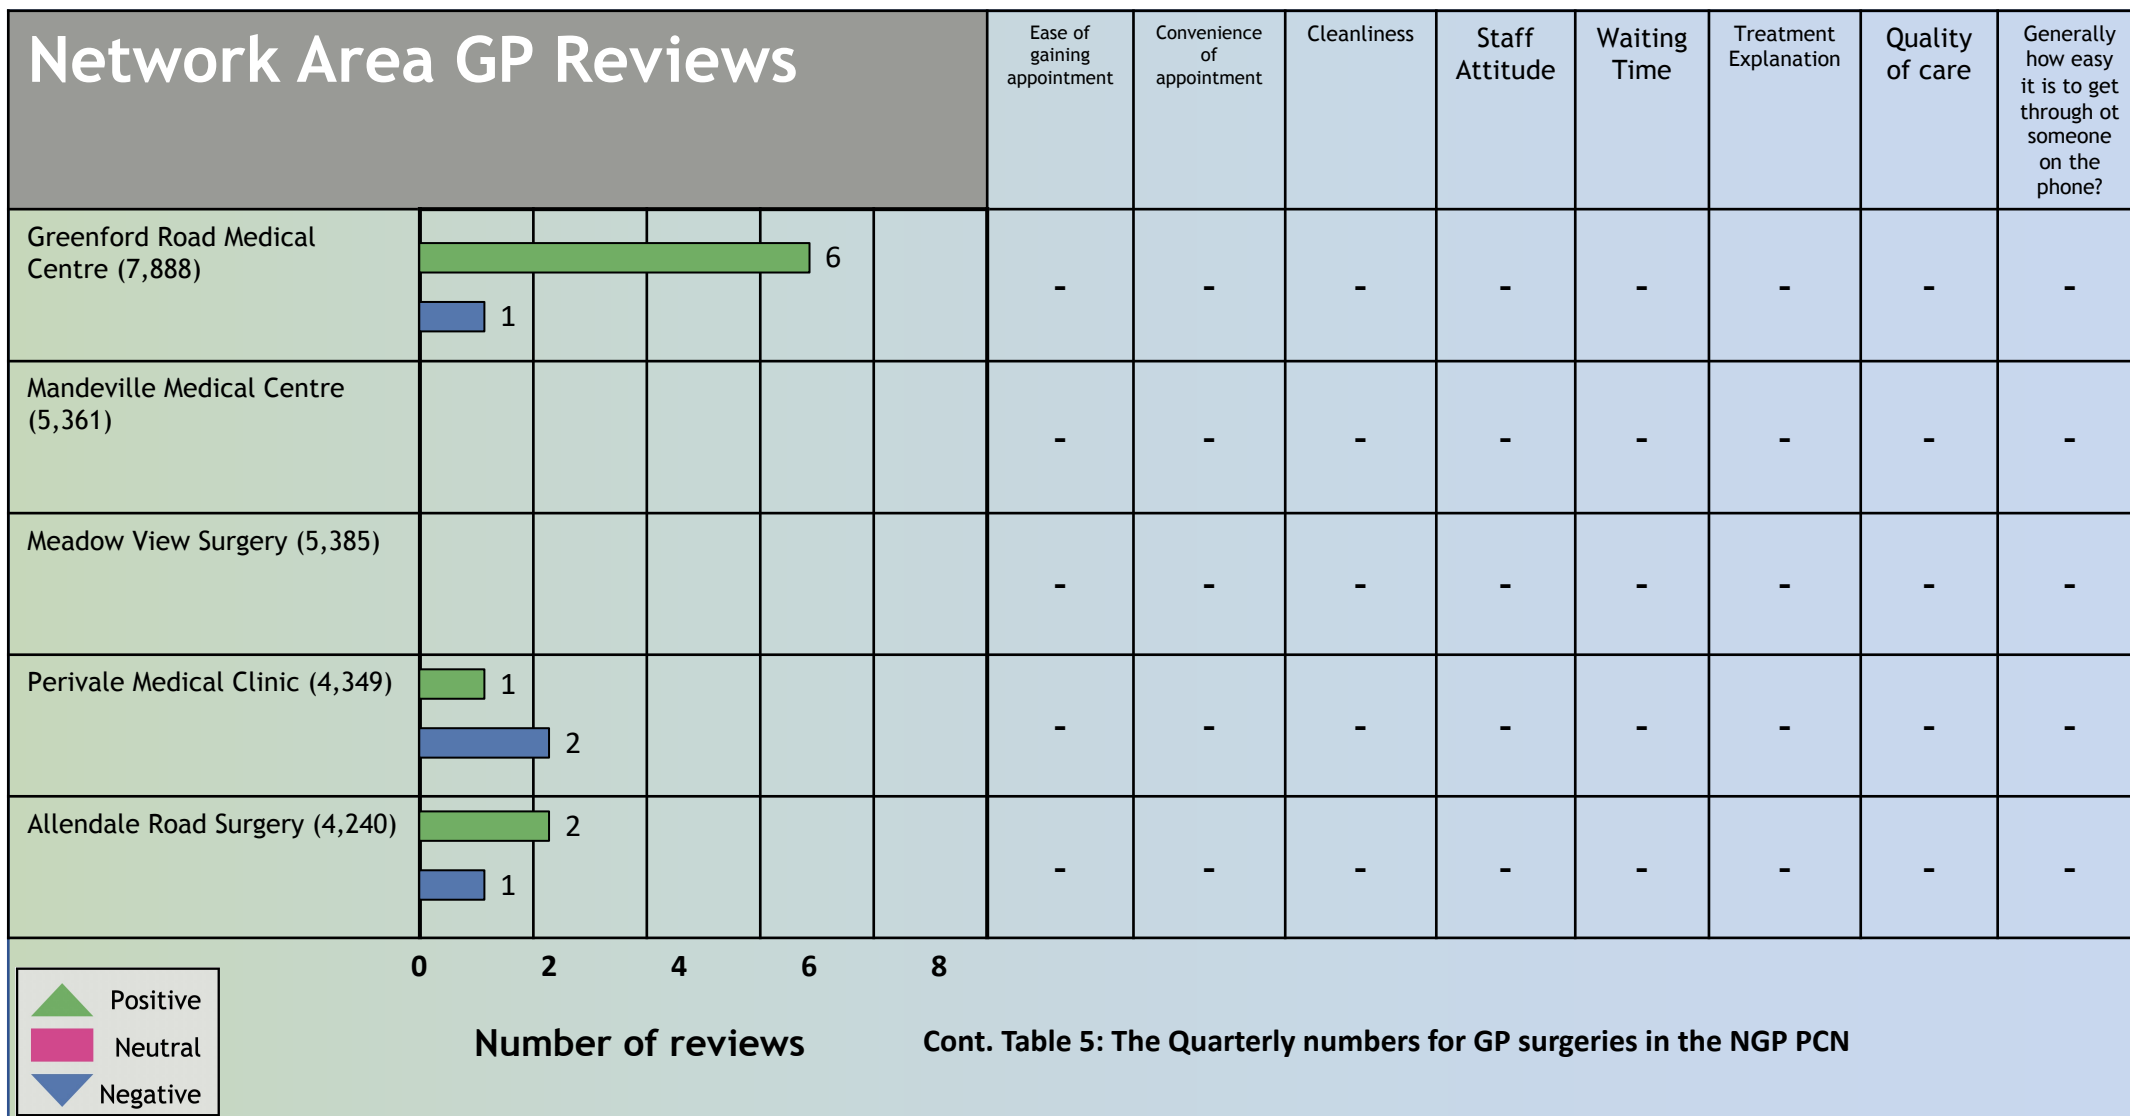 Network Area GP Reviews
Ease of
gaining
appointment
Convenience
of
appointment
Cleanliness
Staff
Attitude
Waiting
Time
Treatment
Explanation
Quality
of care
Generally
how easy
it is to get
through ot
someone
on the
phone?
Greenford Road Medical
Centre (7,888)
6
1
- - - - - - - -
Mandeville Medical Centre
(5,361)
- - - - - - - -
Meadow View Surgery (5,385)
- - - - - - - -
Perivale Medical Clinic (4,349)
1
2
- - - - - - - -
Allendale Road Surgery (4,240)
2
1
- - - - - - - -
0 2 4 6 8
Positive
Neutral
Negative
Number of reviews
Cont. Table 5: The Quarterly numbers for GP surgeries in the NGP PCN